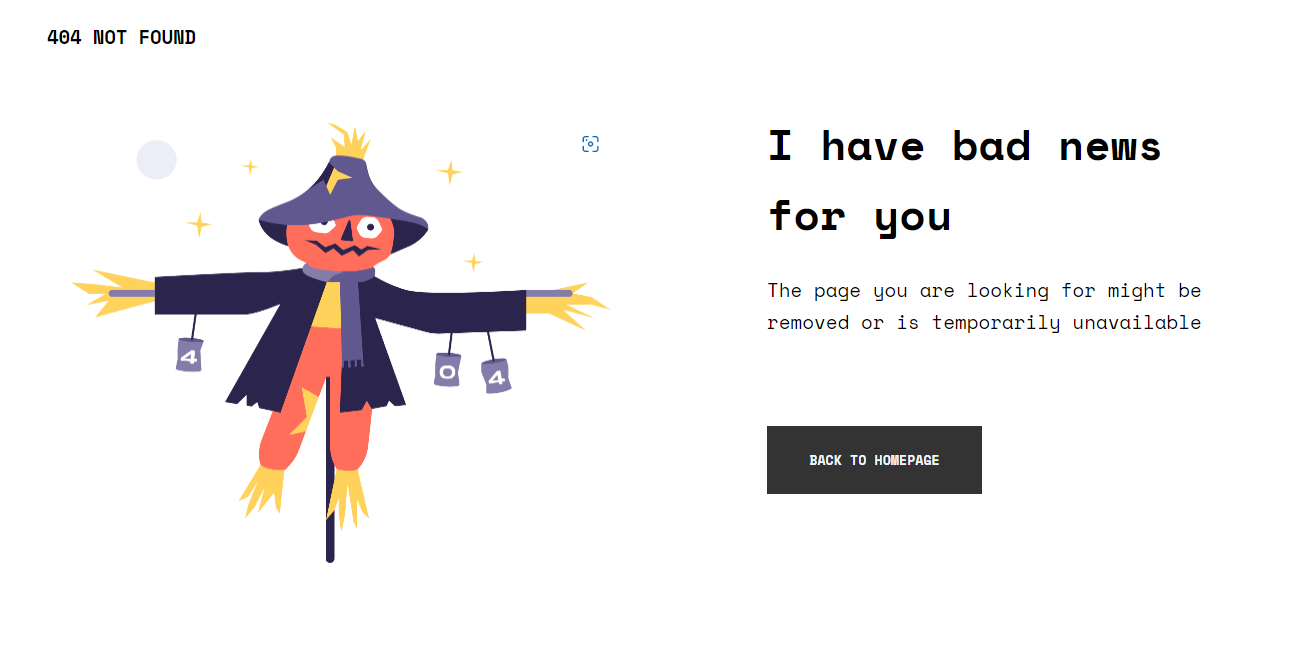 404 NOT FOUND
I have bad news
for you
The page you are looking for might be
removed or is temporarily unavailable
4
0
4
BACK TO HOMEPAGE